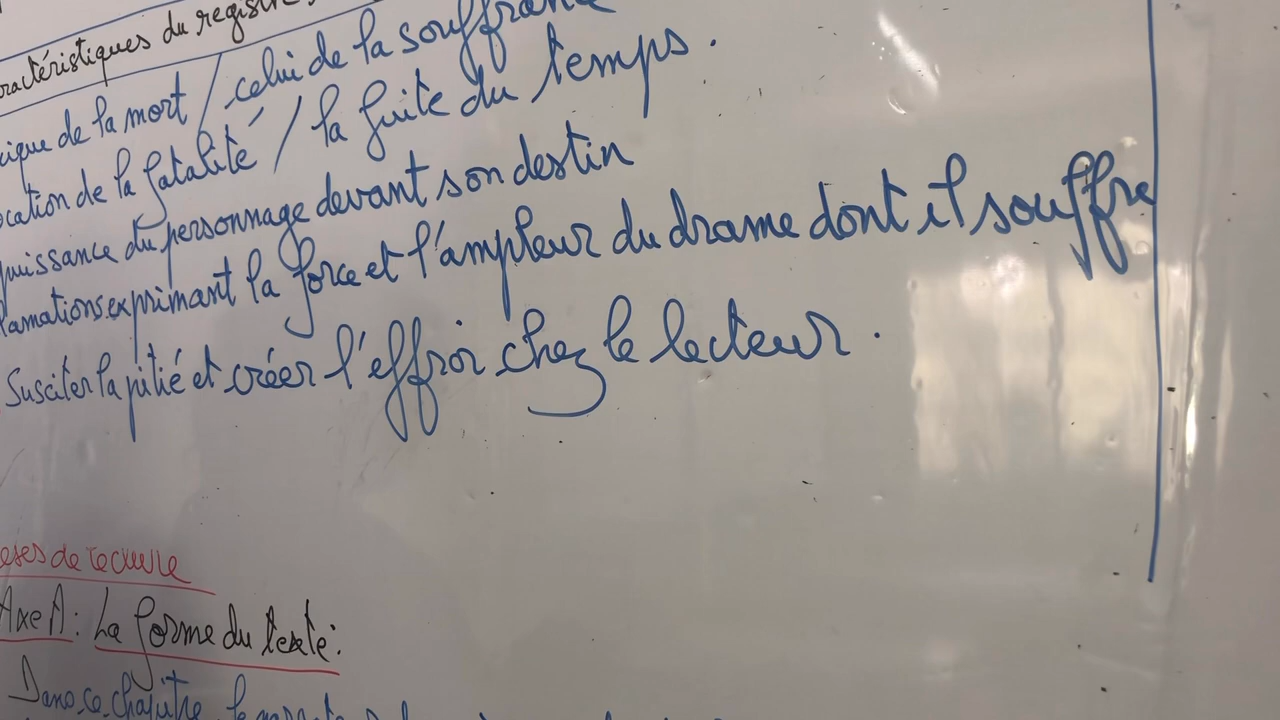 ractéristiques du registre
ique de la mort / celui de la souffrance
cation de la fatalité / la fuite du temps.
puissance du personnage devant son destin
lamations exprimant la force et l'ampleur du drame dont il souffre
Susciter la pitié et créer l'effroi chez le lecteur.
eses de lecture
Axe A: La forme du texte:
Dans ce chapitre, le